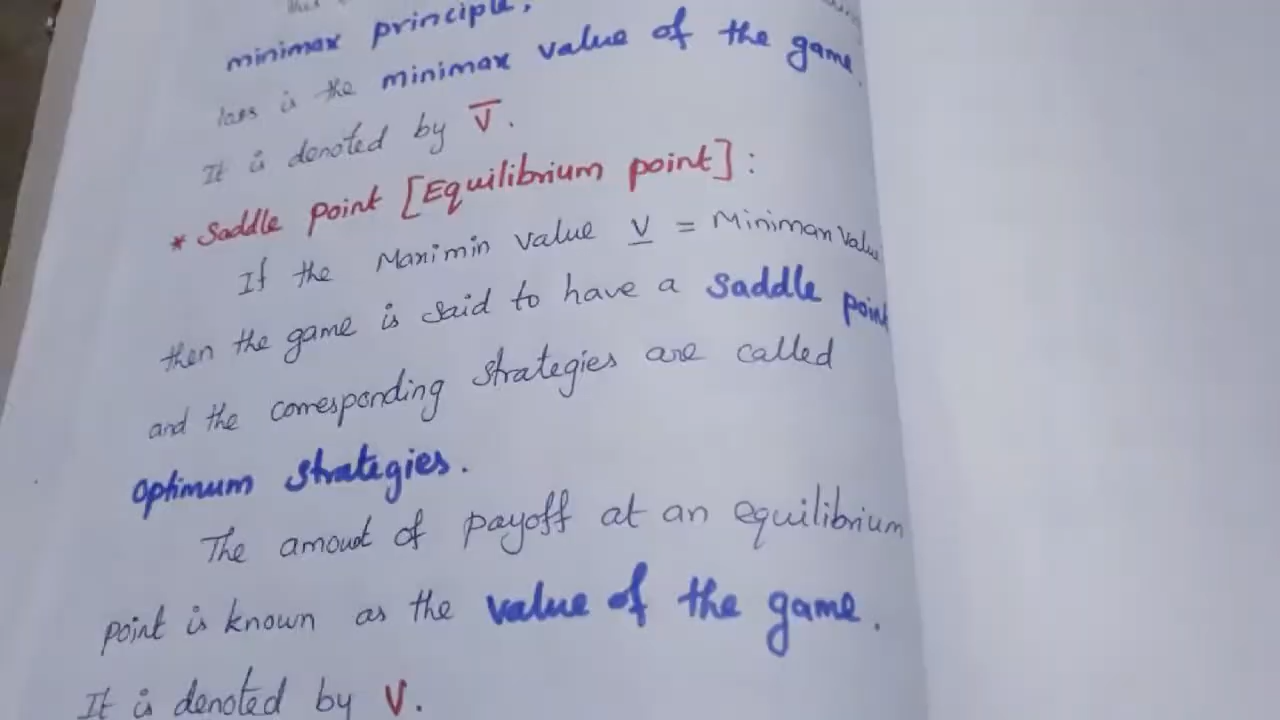 this
minimax principle,
loss is the minimax value of the game.
It is denoted by V̅.
* Saddle point [Equilibrium point]:
If the Maximin value V̲ = Minimax Value
then the game is said to have a saddle point
and the corresponding strategies are called
optimum strategies.
The amout of payoff at an equilibrium
point is known as the value of the game.
It is denoted by V.